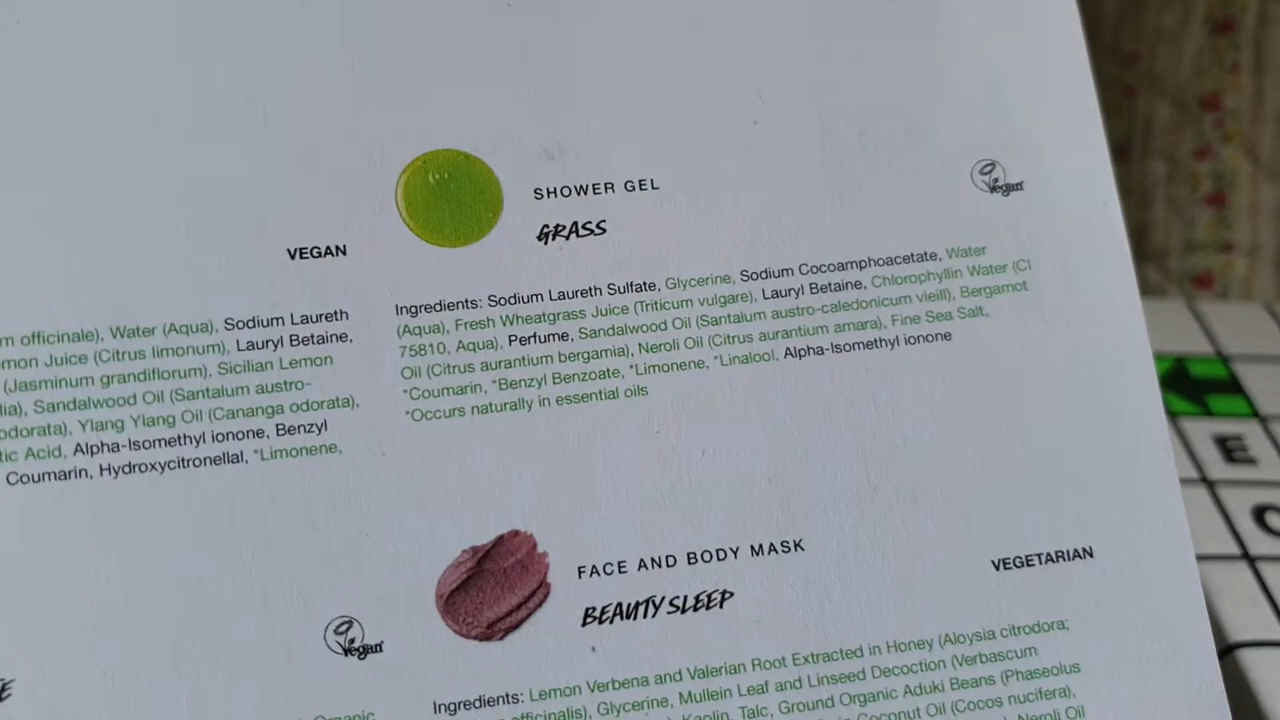 VEGAN
m officinale), Water (Aqua), Sodium Laureth
mon Juice (Citrus limonum), Lauryl Betaine,
(Jasminum grandiflorum), Sicilian Lemon
lia), Sandalwood Oil (Santalum austro-
odorata), Ylang Ylang Oil (Cananga odorata),
tic Acid, Alpha-Isomethyl ionone, Benzyl
Coumarin, Hydroxycitronellal, *Limonene,
SHOWER GEL
GRASS
Vegan
Ingredients: Sodium Laureth Sulfate, Glycerine, Sodium Cocoamphoacetate, Water
(Aqua), Fresh Wheatgrass Juice (Triticum vulgare), Lauryl Betaine, Chlorophyllin Water (CI
75810, Aqua), Perfume, Sandalwood Oil (Santalum austro-caledonicum vieill), Bergamot
Oil (Citrus aurantium bergamia), Neroli Oil (Citrus aurantium amara), Fine Sea Salt,
*Coumarin, *Benzyl Benzoate, *Limonene, *Linalool, Alpha-Isomethyl ionone
*Occurs naturally in essential oils
Vegan
Organic
FACE AND BODY MASK
BEAUTY SLEEP
VEGETARIAN
Ingredients: Lemon Verbena and Valerian Root Extracted in Honey (Aloysia citrodora;
officinalis), Glycerine, Mullein Leaf and Linseed Decoction (Verbascum
Kaolin, Talc, Ground Organic Aduki Beans (Phaseolus
Coconut Oil (Cocos nucifera),
Neroli Oil
E